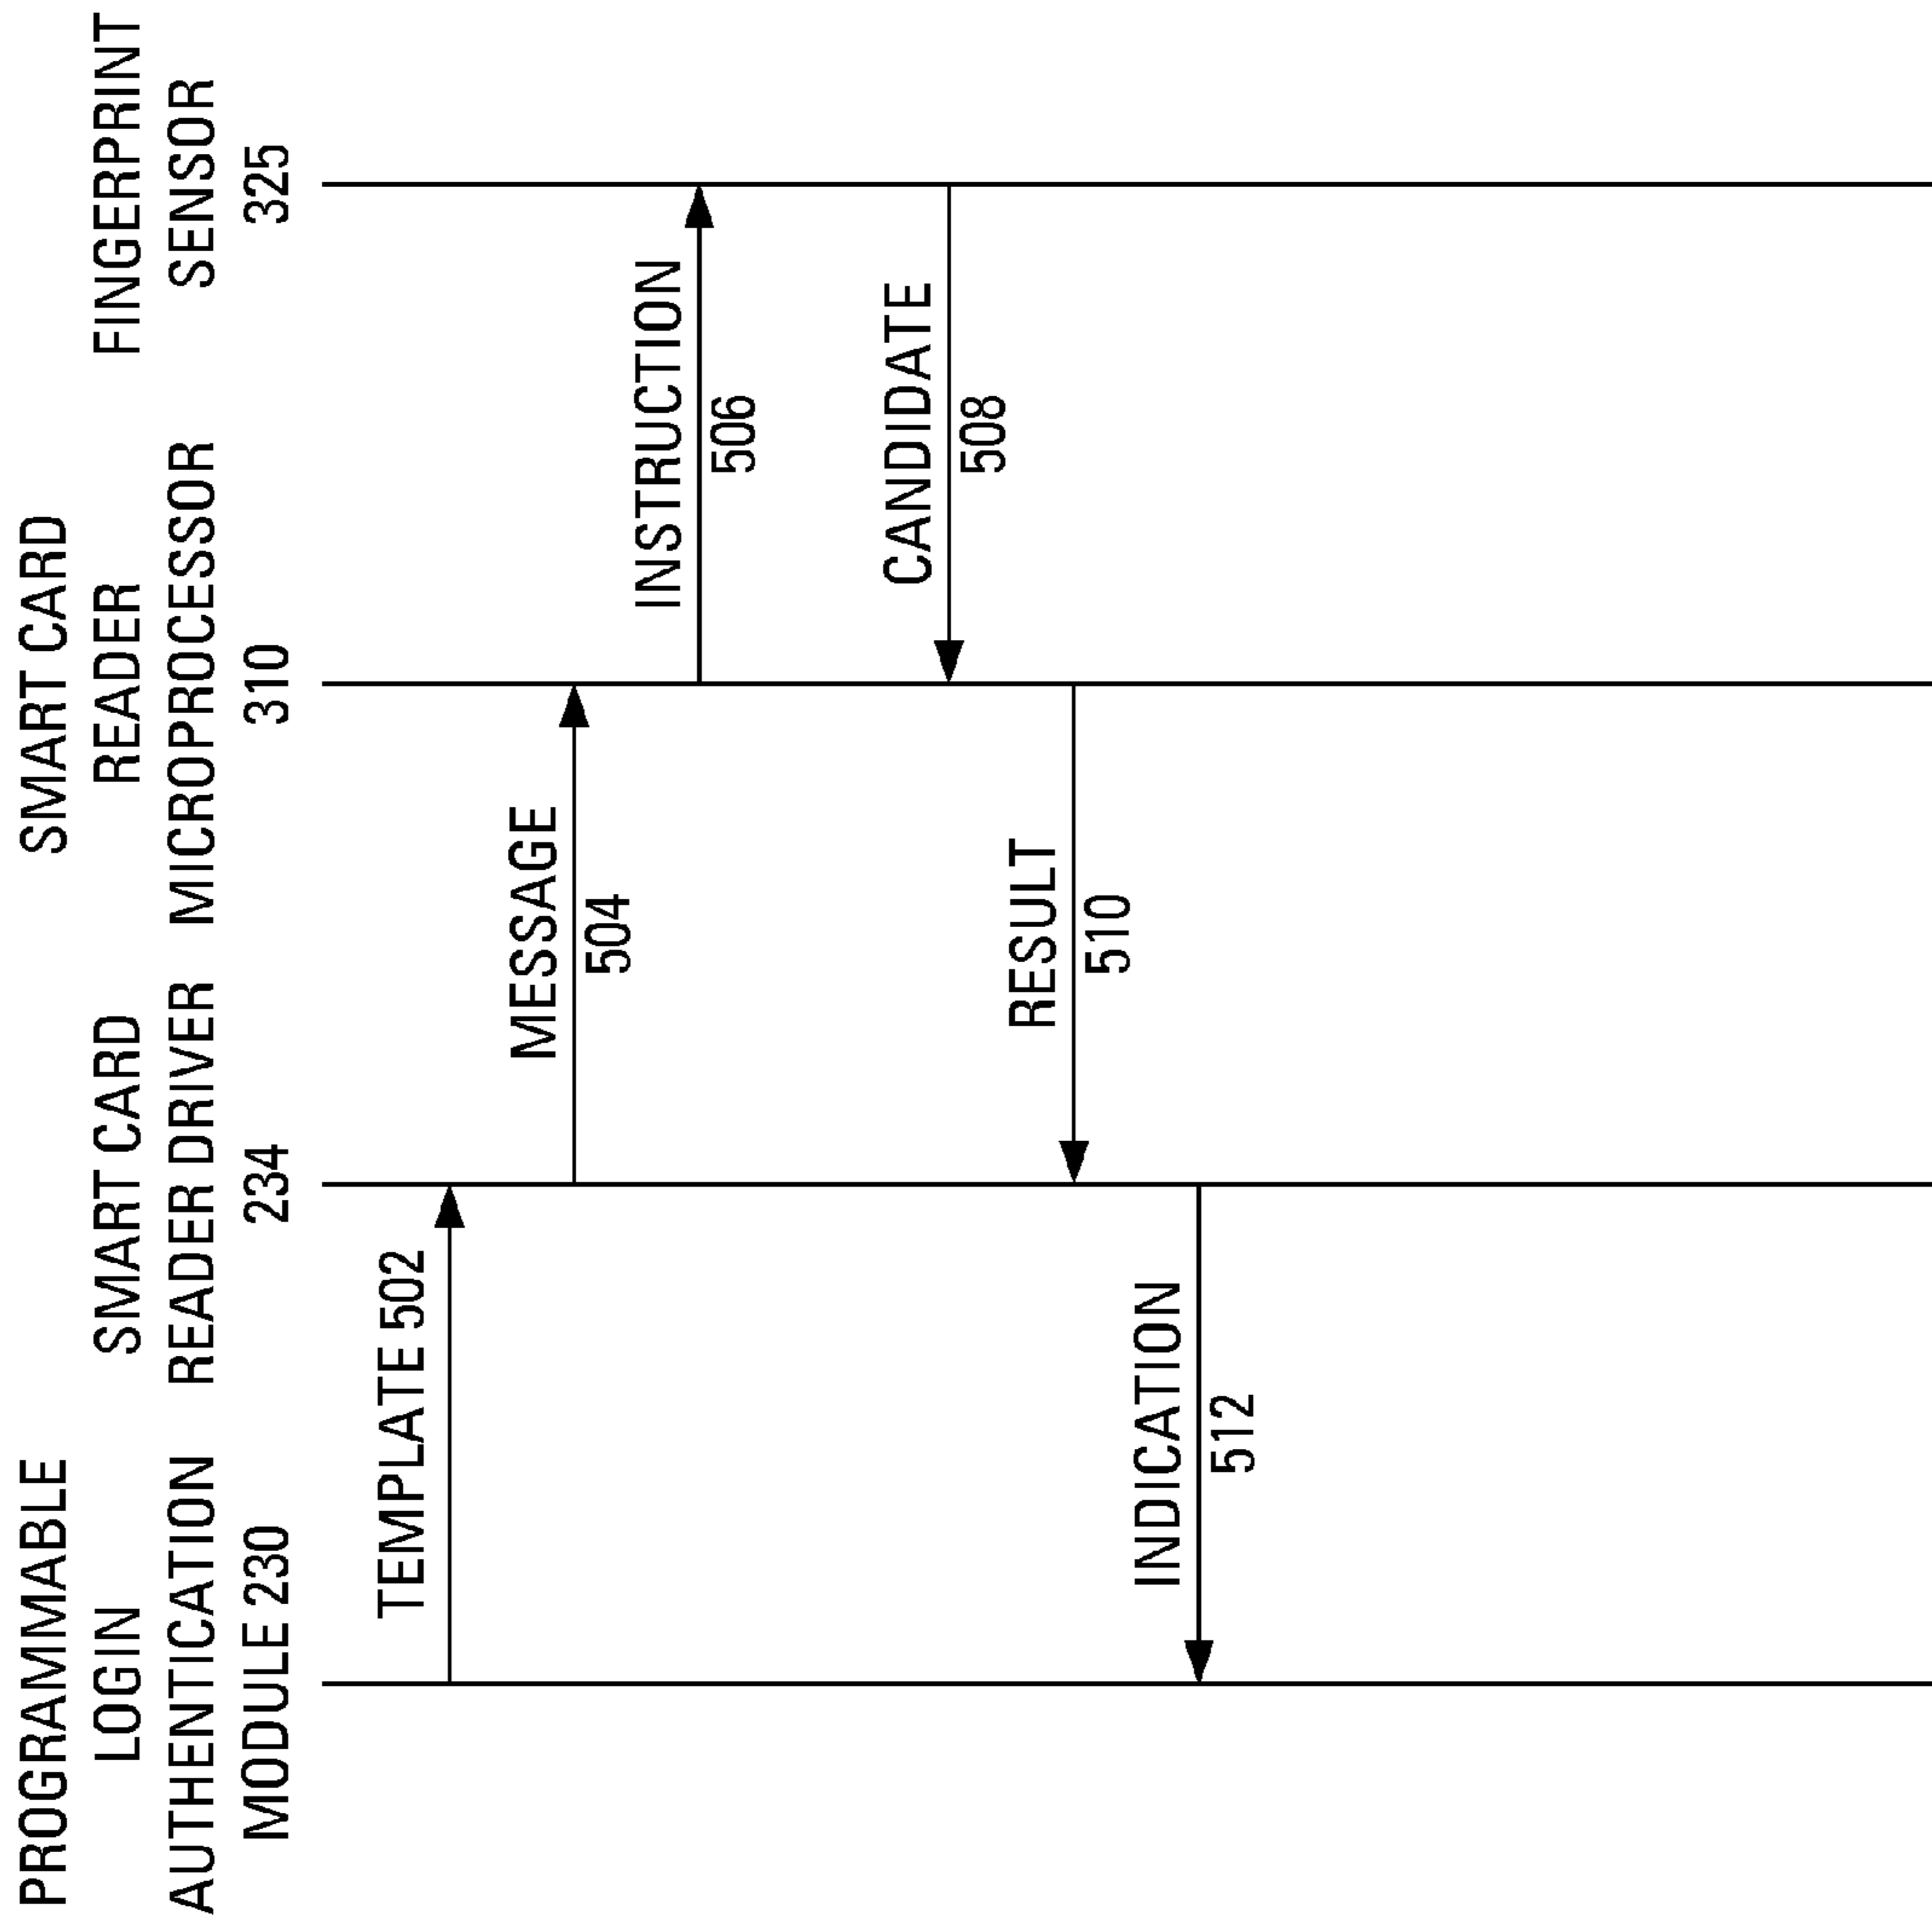 PROGRAMMABLE
LOGIN
AUTHENTICATION
MODULE 230
SMART CARD
READER DRIVER
234
SMART CARD
READER
MICROPROCESSOR
310
FINGERPRINT
SENSOR
325
TEMPLATE 502
MESSAGE
504
INSTRUCTION
506
CANDIDATE
508
RESULT
510
INDICATION
512